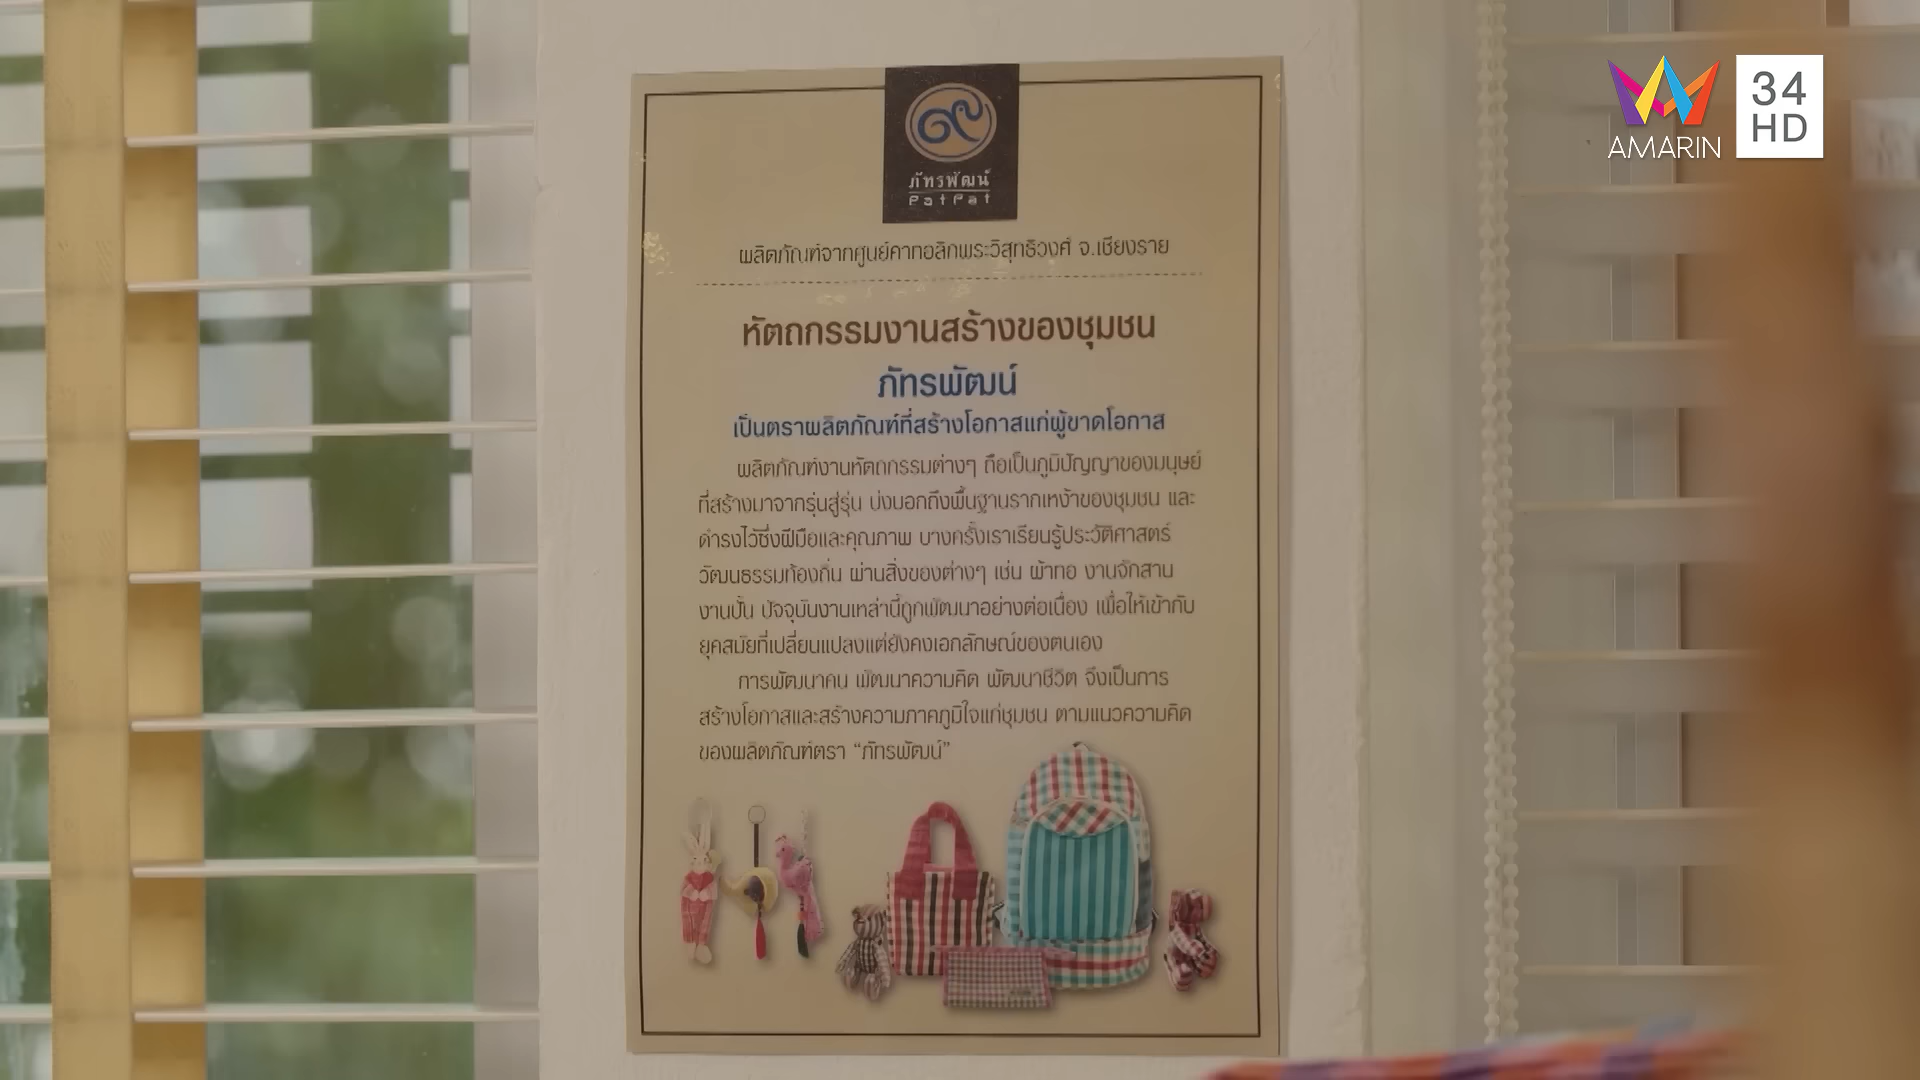 AMARIN
34
HD
ภัทรพัฒน์
PatPat
ผลิตภัณฑ์จากศูนย์คาทอลิกพระวิสุทธิวงศ์ จ.เชียงราย
หัตถกรรมงานสร้างของชุมชน
ภัทรพัฒน์
เป็นตราผลิตภัณฑ์ที่สร้างโอกาสแก่ผู้ขาดโอกาส
ผลิตภัณฑ์งานหัตถกรรมต่างๆ ถือเป็นภูมิปัญญาของมนุษย์
ที่สร้างมาจากรุ่นสู่รุ่น บ่งบอกถึงพื้นฐานรากเหง้าของชุมชน และ
ดำรงไว้ซึ่งฝีมือและคุณภาพ บางครั้งเราเรียนรู้ประวัติศาสตร์
วัฒนธรรมท้องถิ่น ผ่านสิ่งของต่างๆ เช่น ผ้าทอ งานจักสาน
งานปั้น ปัจจุบันงานเหล่านี้ถูกพัฒนาอย่างต่อเนื่อง เพื่อให้เข้ากับ
ยุคสมัยที่เปลี่ยนแปลงแต่ยังคงเอกลักษณ์ของตนเอง
การพัฒนาคน พัฒนาความคิด พัฒนาชีวิต จึงเป็นการ
สร้างโอกาสและสร้างความภาคภูมิใจแก่ชุมชน ตามแนวความคิด
ของผลิตภัณฑ์ตรา “ภัทรพัฒน์”